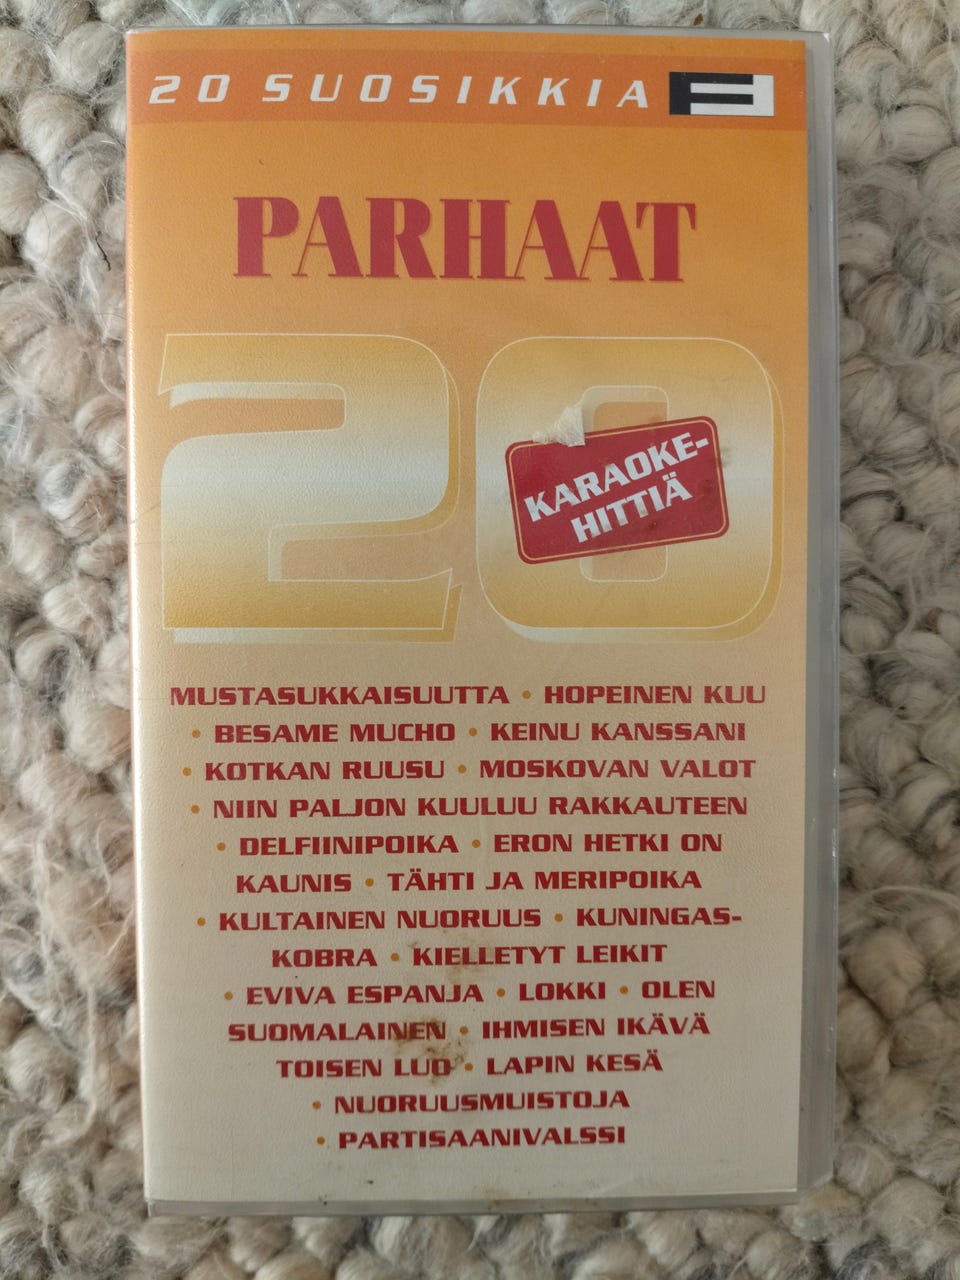 20 SUOSIKKIA
PARHAAT
20
KARAOKE-
HITTIÄ
MUSTASUKKAISUUTTA • HOPEINEN KUU
• BESAME MUCHO • KEINU KANSSANI
• KOTKAN RUUSU • MOSKOVAN VALOT
• NIIN PALJON KUULUU RAKKAUTEEN
• DELFIINIPOIKA • ERON HETKI ON
KAUNIS • TÄHTI JA MERIPOIKA
• KULTAINEN NUORUUS • KUNINGAS-
KOBRA • KIELLETYT LEIKIT
• EVIVA ESPANJA • LOKKI • OLEN
SUOMALAINEN • IHMISEN IKÄVÄ
TOISEN LUO • LAPIN KESÄ
• NUORUUSMUISTOJA
• PARTISAANIVALSSI